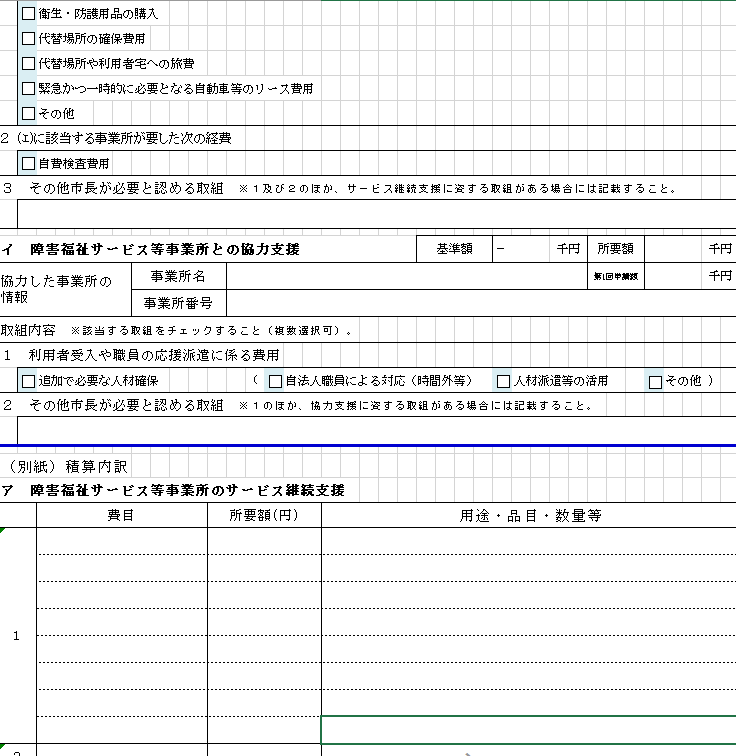 衛生・防護用品の購入
代替場所の確保費用
代替場所や利用者宅への旅費
緊急かつ一時的に必要となる自動車等のリース費用
その他
2 (ｴ)に該当する事業所が要した次の経費
自費検査費用
3 その他市長が必要と認める取組 ※1及び2のほか、サービス継続支援に資する取組がある場合には記載すること。
イ 障害福祉サービス等事業所との協力支援 基準額 - 千円 所要額 千円
協力した事業所の情報 事業所名 第1回申請額 千円
事業所番号
取組内容 ※該当する取組をチェックすること(複数選択可)。
1 利用者受入や職員の応援派遣に係る費用
追加で必要な人材確保 ( 自法人職員による対応(時間外等) 人材派遣等の活用 その他 )
2 その他市長が必要と認める取組 ※1のほか、協力支援に資する取組がある場合には記載すること。
(別紙)積算内訳
ア 障害福祉サービス等事業所のサービス継続支援
費目 所要額(円) 用途・品目・数量等
1